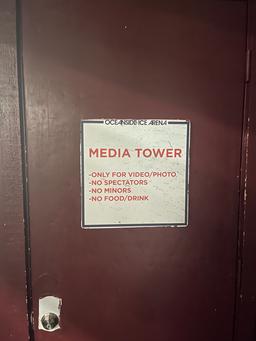 OCEANSIDE ICE ARENA
MEDIA TOWER
-ONLY FOR VIDEO/PHOTO
-NO SPECTATORS
-NO MINORS
-NO FOOD/DRINK